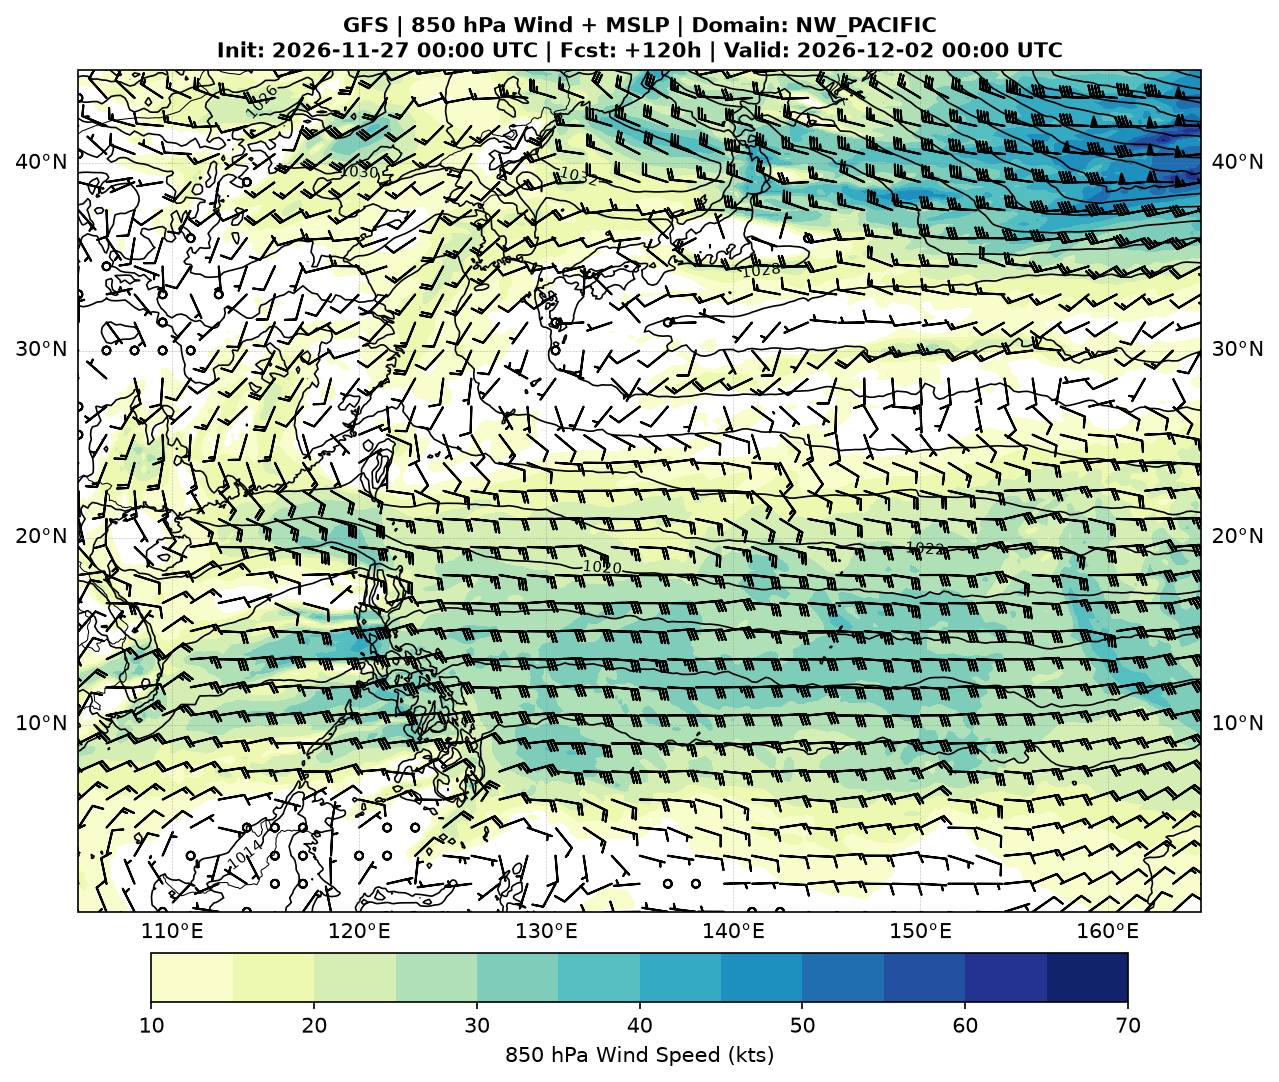 GFS | 850 hPa Wind + MSLP | Domain: NW_PACIFIC
Init: 2026-11-27 00:00 UTC | Fcst: +120h | Valid: 2026-12-02 00:00 UTC
1026
40°N 40°N
1030 1032
1028
30°N 30°N
20°N 20°N
1022
1020
10°N 10°N
1014
110°E 120°E 130°E 140°E 150°E 160°E
10 20 30 40 50 60 70
850 hPa Wind Speed (kts)